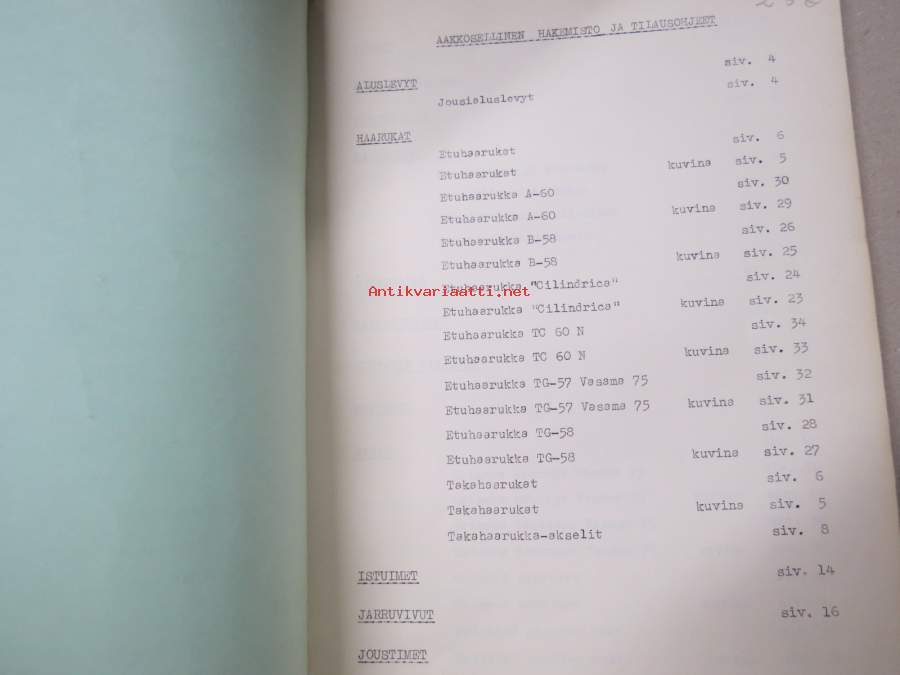 AAKKOSELLINEN HAKEMISTO JA TILAUSOHJEET
ALUSLEVYT siv. 4
Jousialuslevyt siv. 4
HAARUKAT
Etuhaarukat siv. 6
Etuhaarukat kuvina siv. 5
Etuhaarukka A-60 siv. 30
Etuhaarukka A-60 kuvina siv. 29
Etuhaarukka B-58 siv. 26
Etuhaarukka B-58 kuvina siv. 25
Etuhaarukka "Cilindrica" siv. 24
Antikvariaatti.net
Etuhaarukka "Cilindrica" kuvina siv. 23
Etuhaarukka TC 60 N siv. 34
Etuhaarukka TC 60 N kuvina siv. 33
Etuhaarukka TG-57 Vasama 75 siv. 32
Etuhaarukka TG-57 Vasama 75 kuvina siv. 31
Etuhaarukka TG-58 siv. 28
Etuhaarukka TG-58 kuvina siv. 27
Takahaarukat siv. 6
Takahaarukat kuvina siv. 5
Takahaarukka-akselit siv. 8
ISTUIMET siv. 14
JARRUVIVUT siv. 16
JOUSTIMET